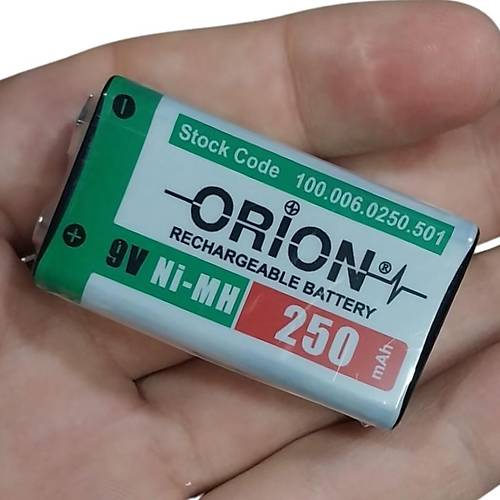 Stock Code 100.006.0250.501
ORION®
RECHARGEABLE BATTERY
9V Ni-MH 250 mAh
- +